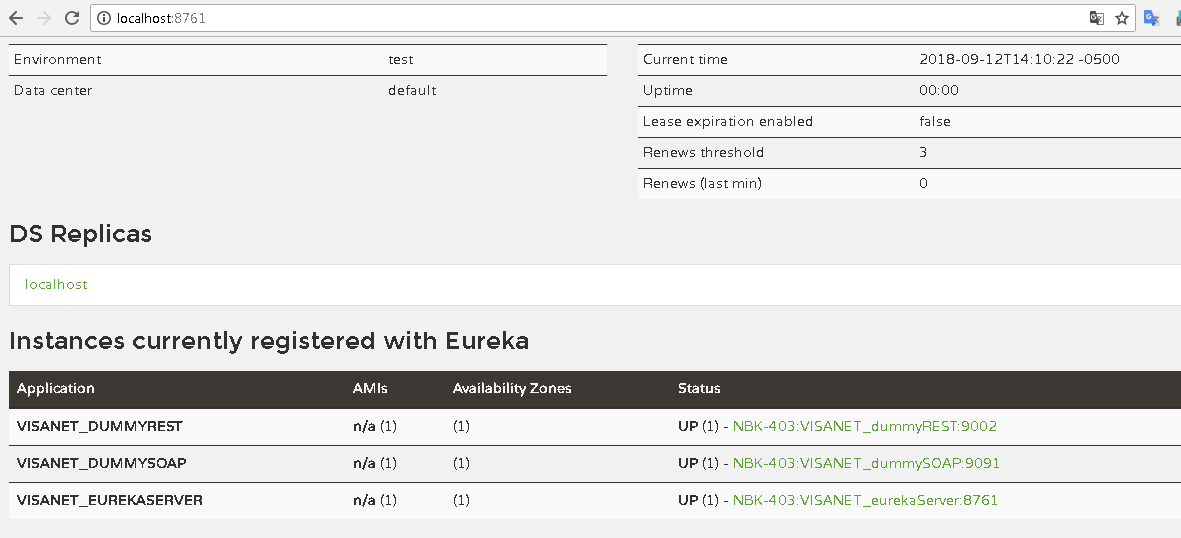 localhost:8761
Environment test
Data center default
Current time 2018-09-12T14:10:22 -0500
Uptime 00:00
Lease expiration enabled false
Renews threshold 3
Renews (last min) 0
DS Replicas
localhost
Instances currently registered with Eureka
Application AMIs Availability Zones Status
VISANET_DUMMYREST n/a (1) (1) UP (1) - NBK-403:VISANET_dummyREST:9002
VISANET_DUMMYSOAP n/a (1) (1) UP (1) - NBK-403:VISANET_dummySOAP:9091
VISANET_EUREKASERVER n/a (1) (1) UP (1) - NBK-403:VISANET_eurekaServer:8761